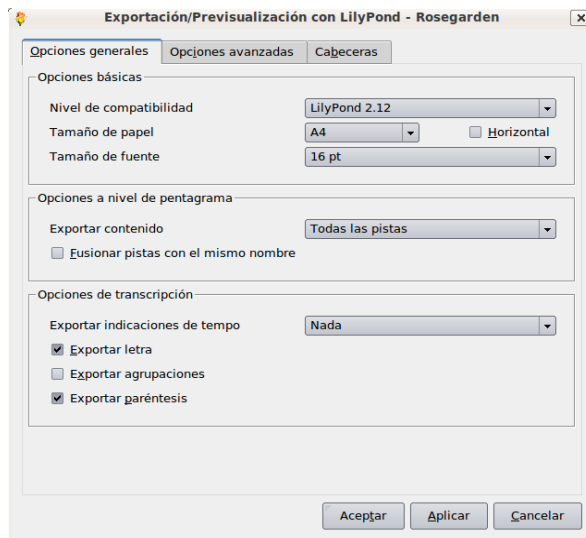 Exportación/Previsualización con LilyPond - Rosegarden
Opciones generales Opciones avanzadas Cabeceras
Opciones básicas
Nivel de compatibilidad LilyPond 2.12
Tamaño de papel A4 Horizontal
Tamaño de fuente 16 pt
Opciones a nivel de pentagrama
Exportar contenido Todas las pistas
Fusionar pistas con el mismo nombre
Opciones de transcripción
Exportar indicaciones de tempo Nada
Exportar letra
Exportar agrupaciones
Exportar paréntesis
Aceptar Aplicar Cancelar